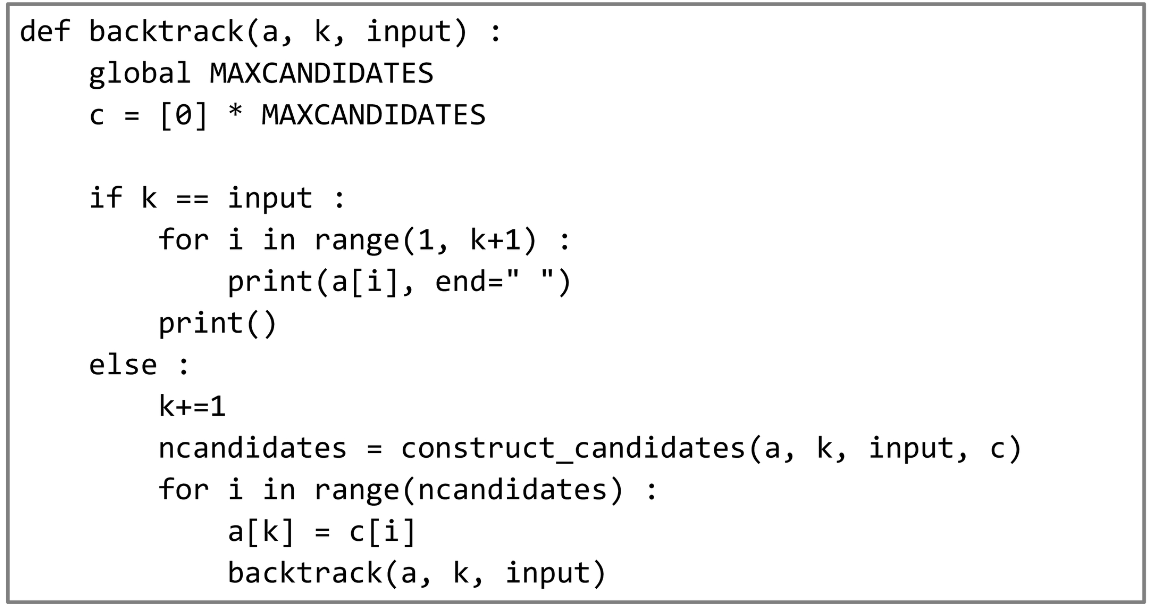 def backtrack(a, k, input) :
    global MAXCANDIDATES
    c = [0] * MAXCANDIDATES

    if k == input :
        for i in range(1, k+1) :
            print(a[i], end=" ")
        print()
    else :
        k+=1
        ncandidates = construct_candidates(a, k, input, c)
        for i in range(ncandidates) :
            a[k] = c[i]
            backtrack(a, k, input)